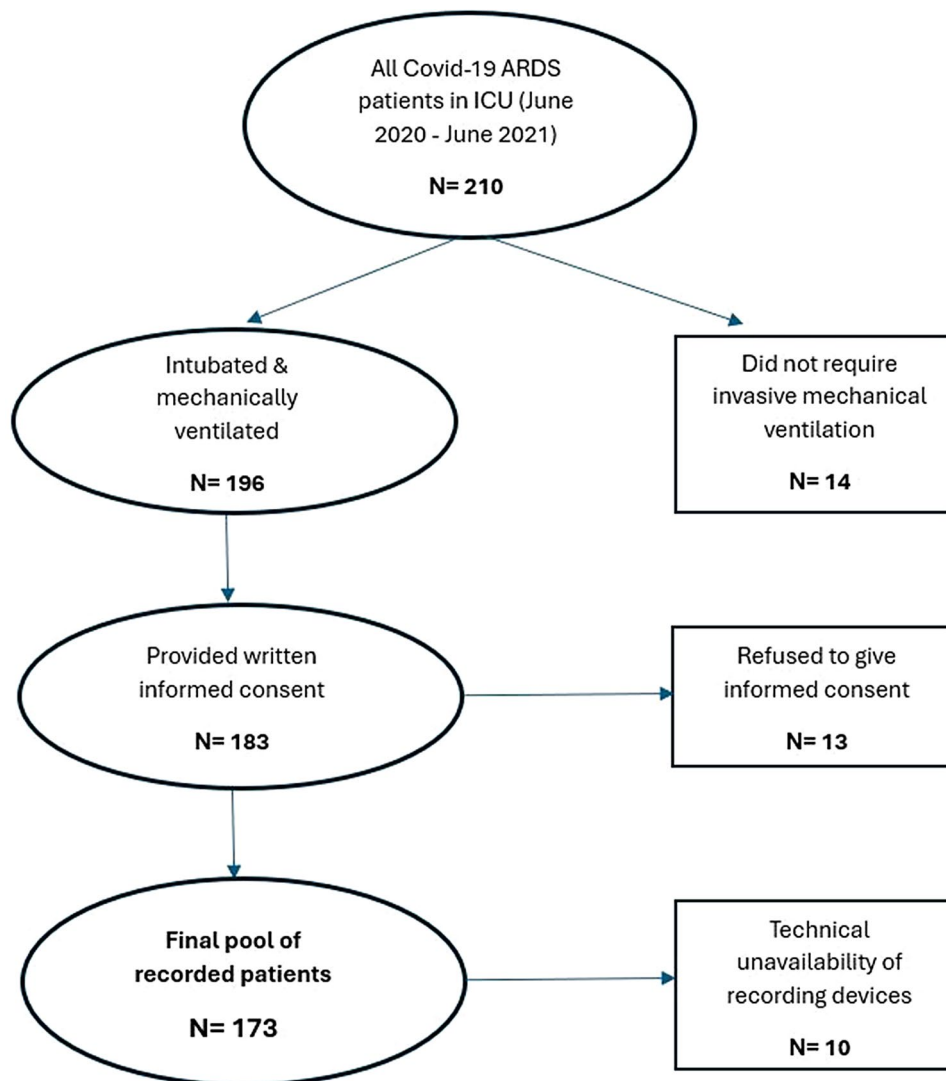 All Covid-19 ARDS
patients in ICU (June
2020 - June 2021)
N= 210
Intubated &
mechanically
ventilated
N= 196
Did not require
invasive mechanical
ventilation
N= 14
Provided written
informed consent
N= 183
Refused to give
informed consent
N= 13
Final pool of
recorded patients
N= 173
Technical
unavailability of
recording devices
N= 10